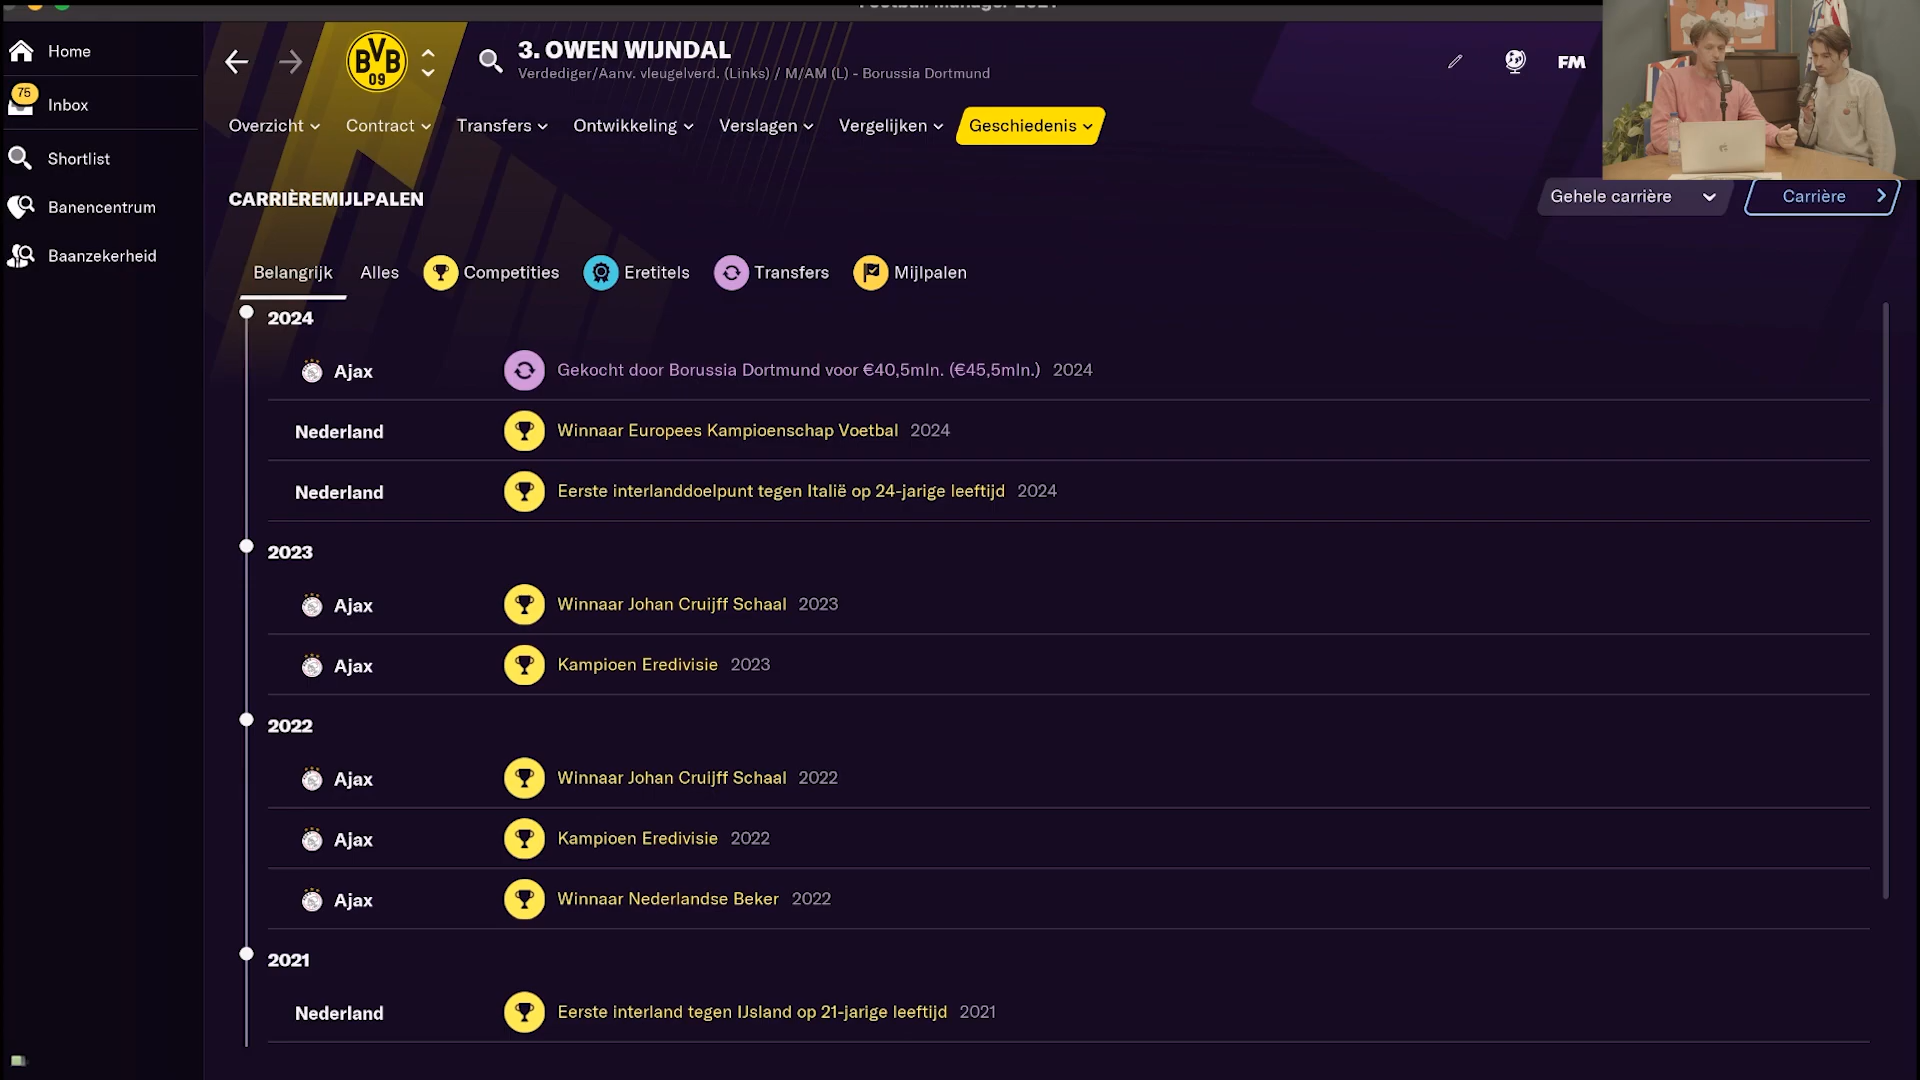 Football Manager 2021
Home
75
Inbox
Shortlist
Banencentrum
Baanzekerheid
BVB
09
3. OWEN WIJNDAL
Verdediger/Aanv. vleugelverd. (Links) / M/AM (L) - Borussia Dortmund
FM
Overzicht
Contract
Transfers
Ontwikkeling
Verslagen
Vergelijken
Geschiedenis
CARRIÈREMIJLPALEN
Gehele carrière
Carrière
Belangrijk
Alles
Competities
Eretitels
Transfers
Mijlpalen
2024
Ajax Gekocht door Borussia Dortmund voor €40,5mln. (€45,5mln.) 2024
Nederland Winnaar Europees Kampioenschap Voetbal 2024
Nederland Eerste interlanddoelpunt tegen Italië op 24-jarige leeftijd 2024
2023
Ajax Winnaar Johan Cruijff Schaal 2023
Ajax Kampioen Eredivisie 2023
2022
Ajax Winnaar Johan Cruijff Schaal 2022
Ajax Kampioen Eredivisie 2022
Ajax Winnaar Nederlandse Beker 2022
2021
Nederland Eerste interland tegen IJsland op 21-jarige leeftijd 2021